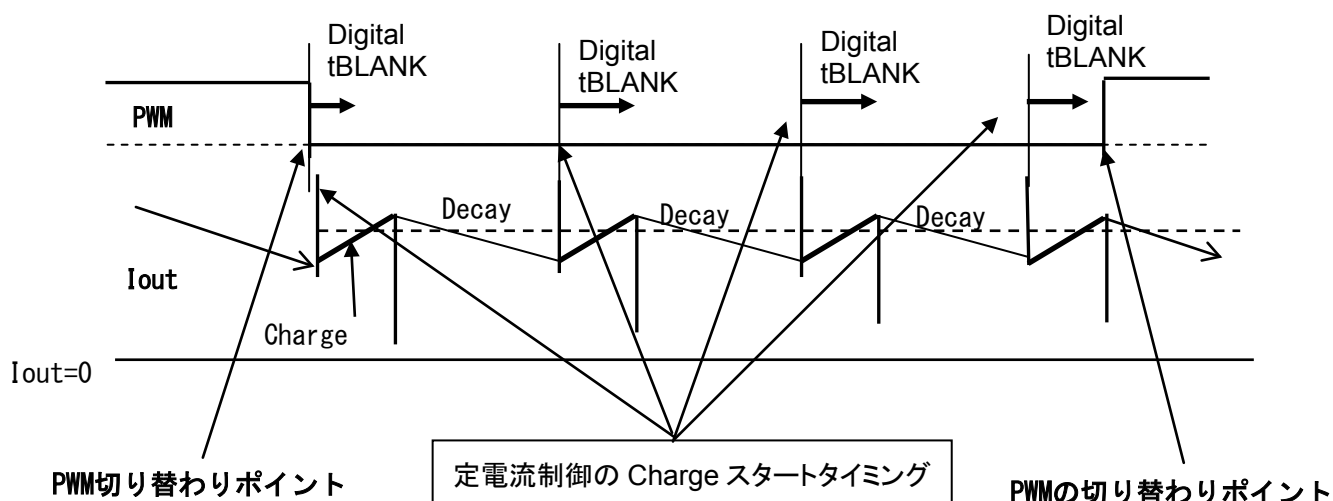 Digital
tBLANK
Digital
tBLANK
Digital
tBLANK
Digital
tBLANK
PWM
Decay
Decay
Decay
Iout
Charge
Iout=0
定電流制御の Charge スタートタイミング
PWM切り替わりポイント
PWMの切り替わりポイント